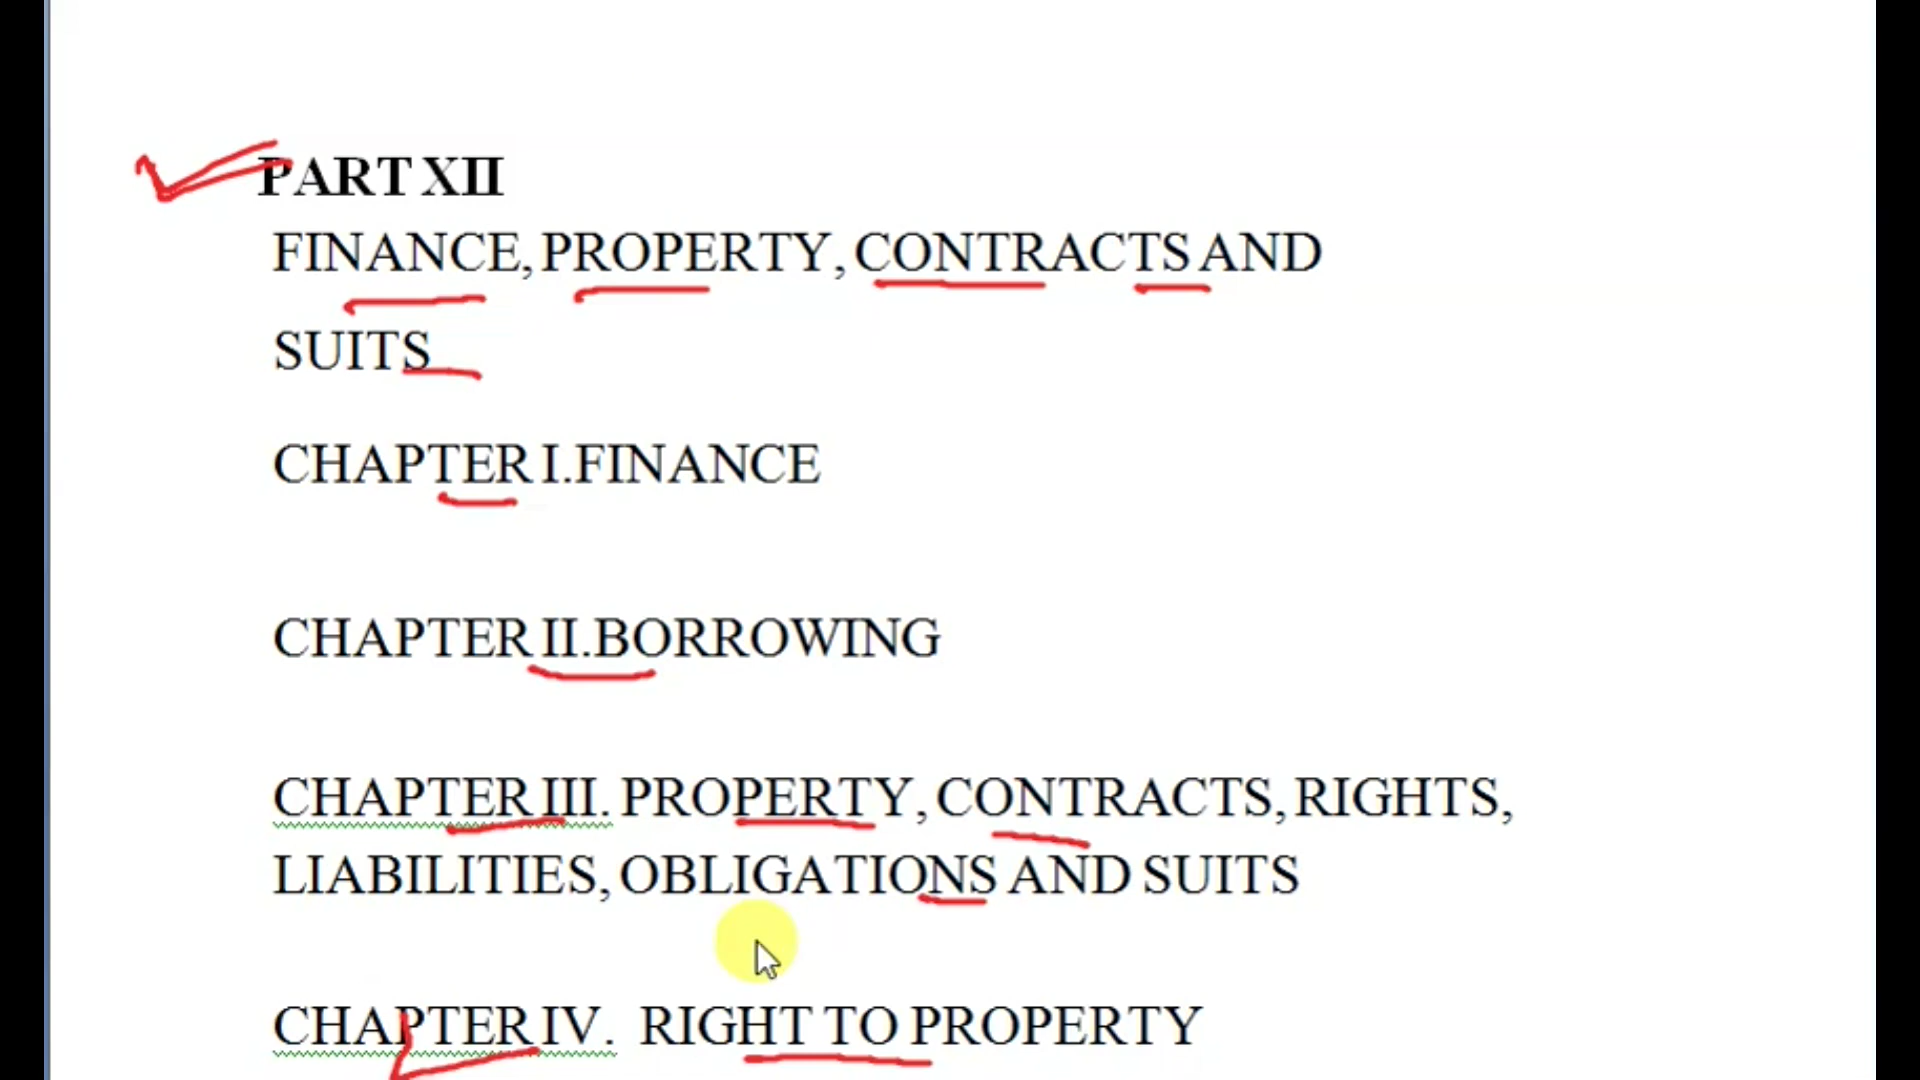 PART XII
FINANCE, PROPERTY, CONTRACTS AND
SUITS
CHAPTER I.FINANCE
CHAPTER II.BORROWING
CHAPTER III. PROPERTY, CONTRACTS, RIGHTS,
LIABILITIES, OBLIGATIONS AND SUITS
CHAPTER IV. RIGHT TO PROPERTY